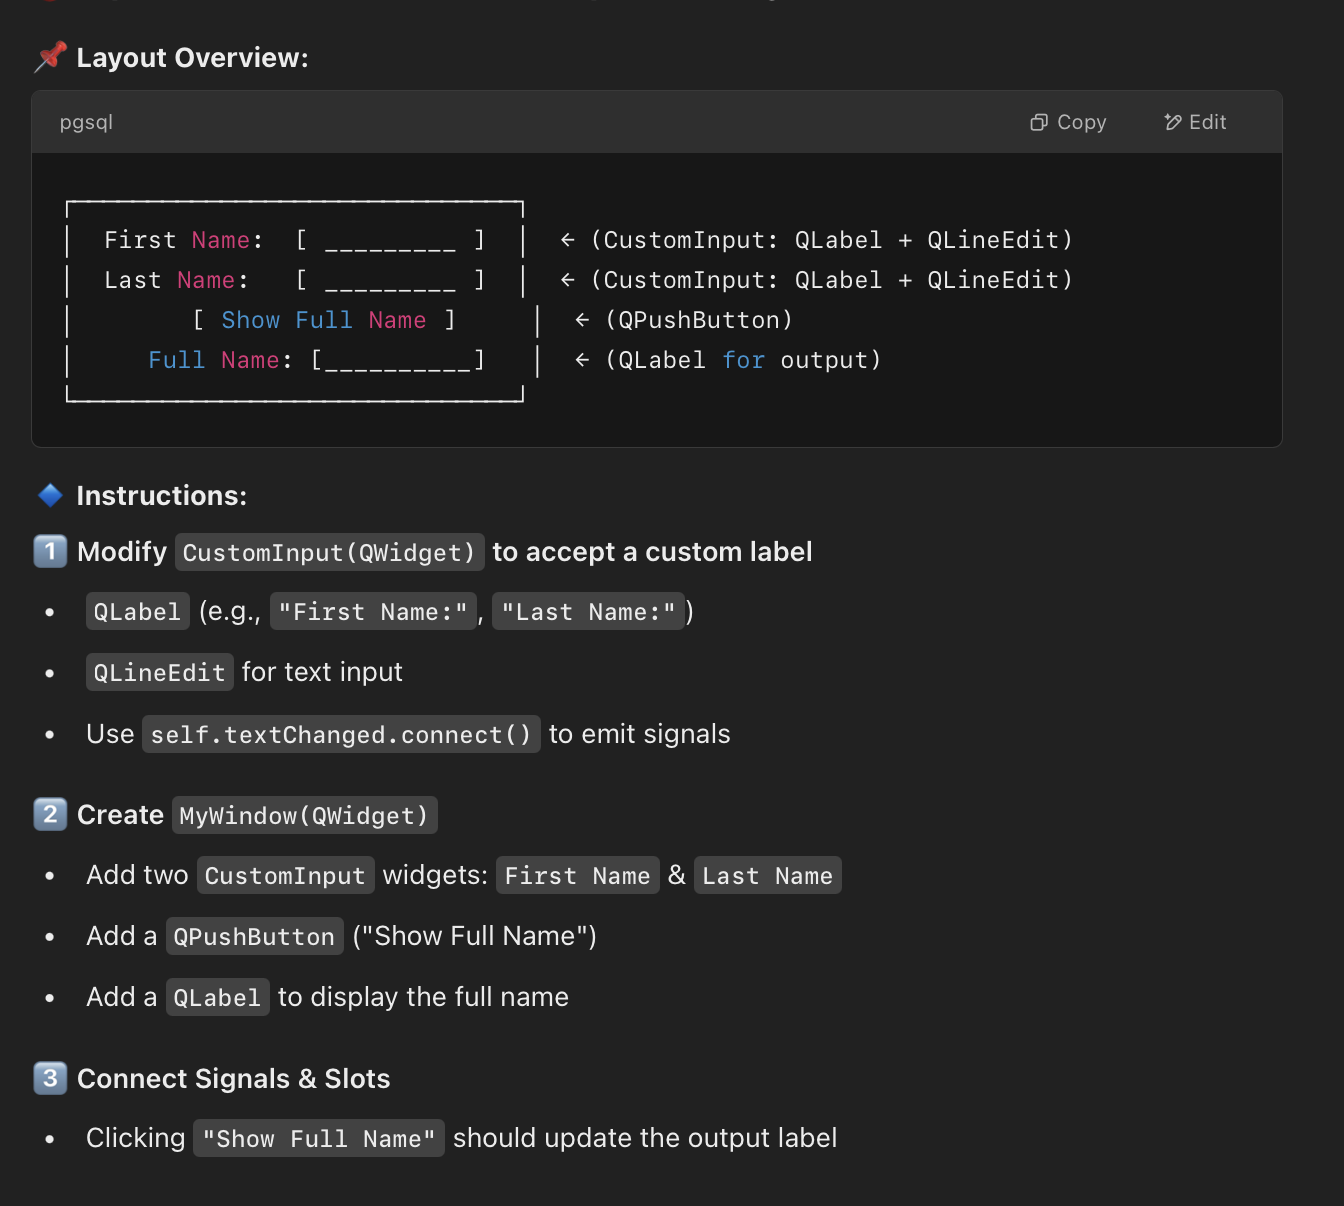 Layout Overview:
pgsql Copy Edit
First Name: [ _________ ] ← (CustomInput: QLabel + QLineEdit)
Last Name: [ _________ ] ← (CustomInput: QLabel + QLineEdit)
[ Show Full Name ] ← (QPushButton)
Full Name: [__________] ← (QLabel for output)
Instructions:
1 Modify CustomInput(QWidget) to accept a custom label
• QLabel (e.g., "First Name:", "Last Name:")
• QLineEdit for text input
• Use self.textChanged.connect() to emit signals
2 Create MyWindow(QWidget)
• Add two CustomInput widgets: First Name & Last Name
• Add a QPushButton ("Show Full Name")
• Add a QLabel to display the full name
3 Connect Signals & Slots
• Clicking "Show Full Name" should update the output label